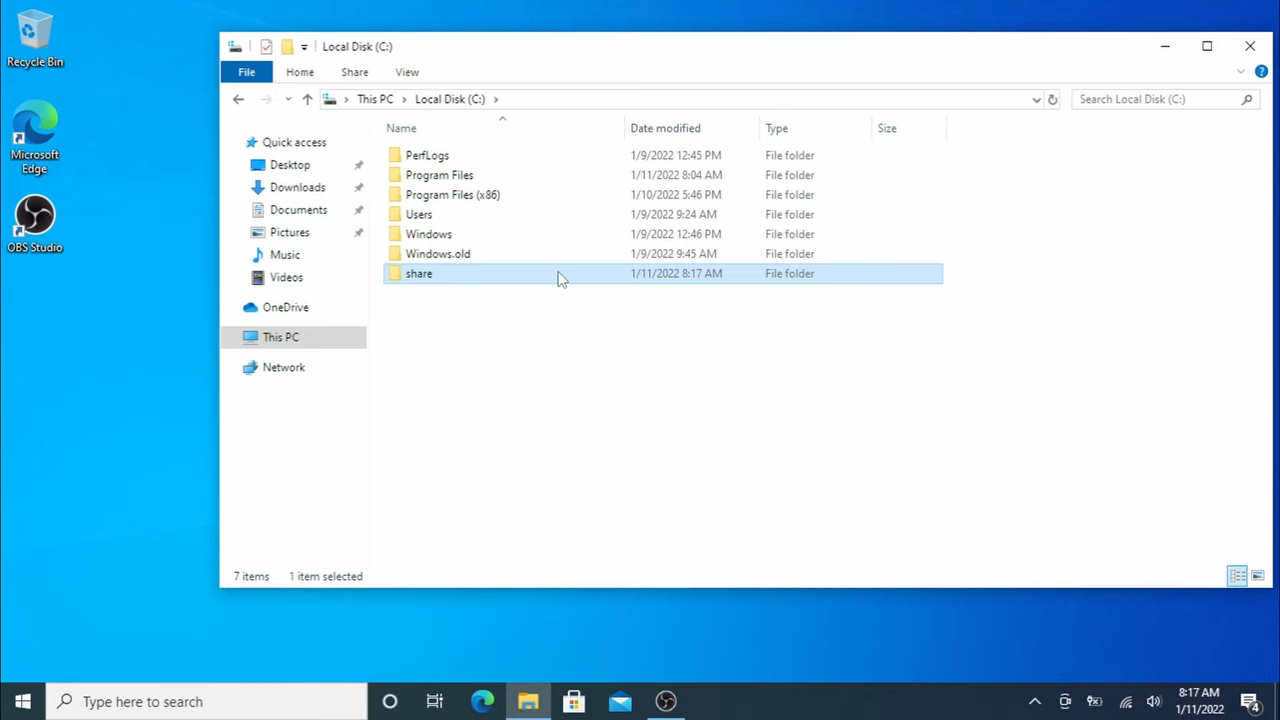 Recycle Bin
Microsoft
Edge
OBS Studio
Local Disk (C:)
File Home Share View
This PC Local Disk (C:) Search Local Disk (C:)
Quick access
Desktop
Downloads
Documents
Pictures
Music
Videos
OneDrive
This PC
Network
Name Date modified Type Size
PerfLogs 1/9/2022 12:45 PM File folder
Program Files 1/11/2022 8:04 AM File folder
Program Files (x86) 1/10/2022 5:46 PM File folder
Users 1/9/2022 9:24 AM File folder
Windows 1/9/2022 12:46 PM File folder
Windows.old 1/9/2022 9:45 AM File folder
share 1/11/2022 8:17 AM File folder
7 items 1 item selected
Type here to search
8:17 AM
1/11/2022
4